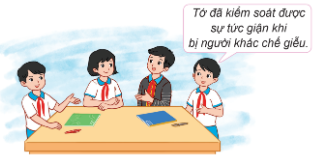 Tớ đã kiểm soát được
sự tức giận khi
bị người khác chế giễu.